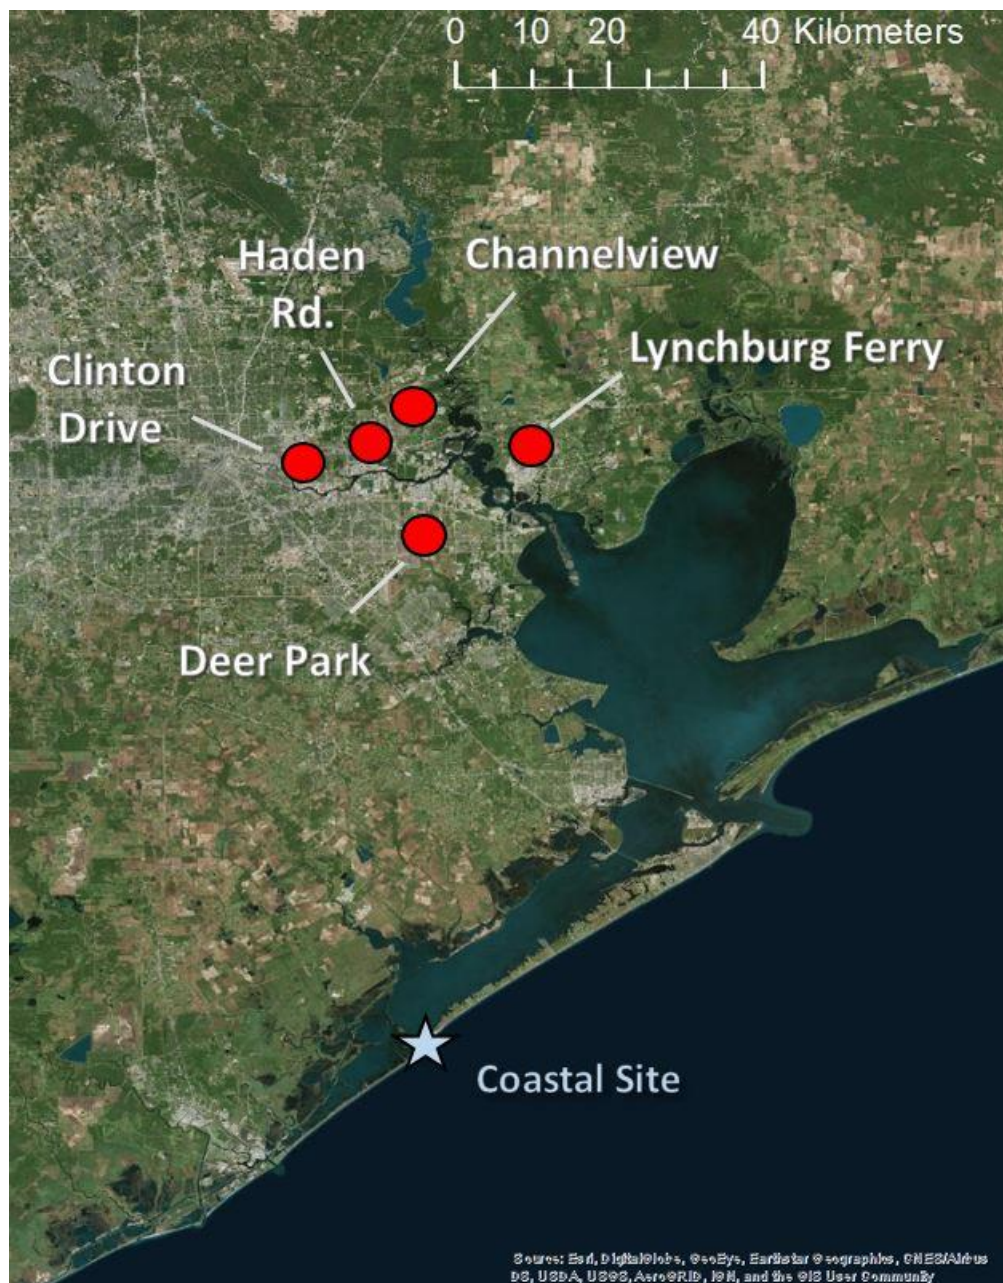 0 10 20 40 Kilometers
Haden
Rd.
Channelview
Lynchburg Ferry
Clinton
Drive
Deer Park
Coastal Site
Source: Esri, DigitalGlobe, GeoEye, Earthstar Geographics, CNES/Airbus
DS, USDA, USGS, AeroGRID, IGN, and the GIS User Community